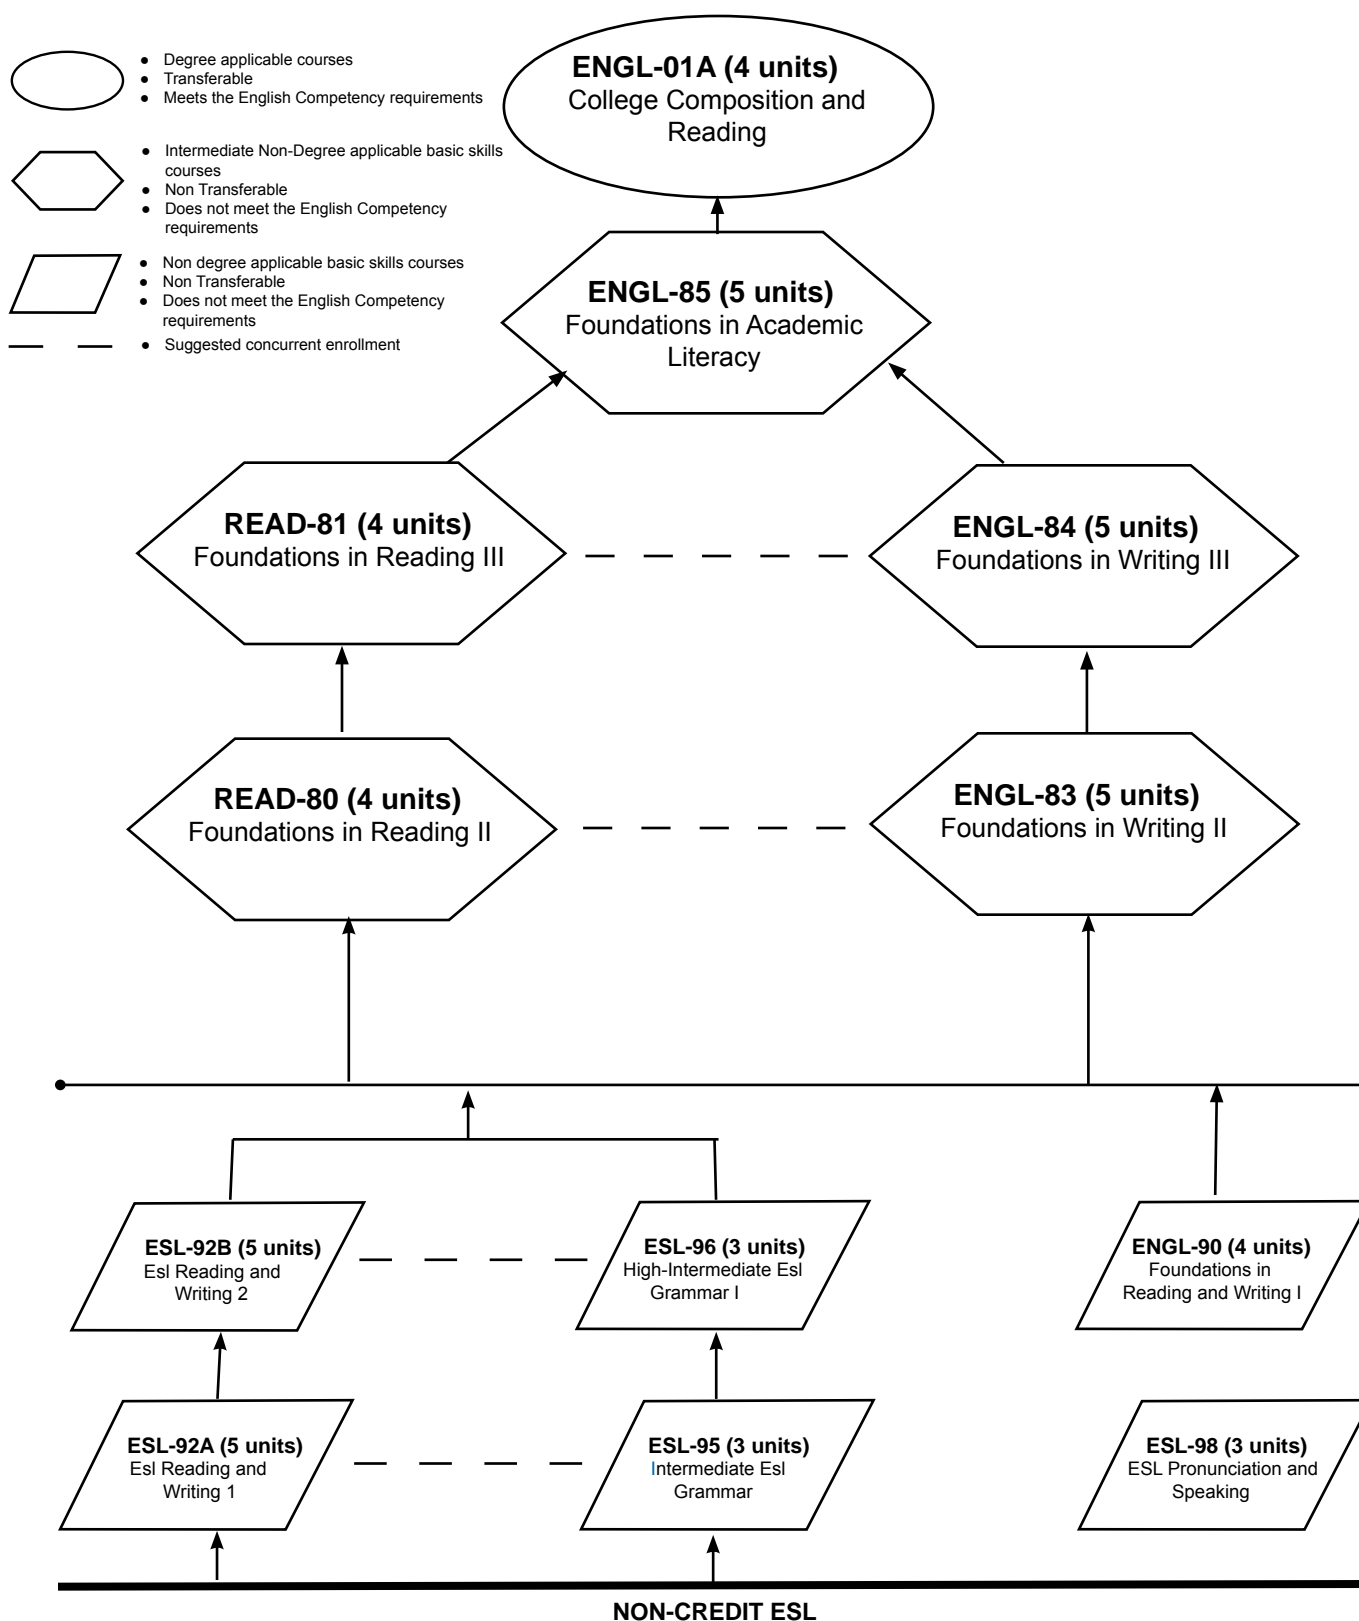 ● Degree applicable courses
● Transferable
● Meets the English Competency requirements
● Intermediate Non-Degree applicable basic skills
courses
● Non Transferable
● Does not meet the English Competency
requirements
● Non degree applicable basic skills courses
● Non Transferable
● Does not meet the English Competency
requirements
● Suggested concurrent enrollment
ENGL-01A (4 units)
College Composition and
Reading
ENGL-85 (5 units)
Foundations in Academic
Literacy
READ-81 (4 units)
Foundations in Reading III
ENGL-84 (5 units)
Foundations in Writing III
READ-80 (4 units)
Foundations in Reading II
ENGL-83 (5 units)
Foundations in Writing II
ESL-92B (5 units)
Esl Reading and
Writing 2
ESL-96 (3 units)
High-Intermediate Esl
Grammar I
ENGL-90 (4 units)
Foundations in
Reading and Writing I
ESL-92A (5 units)
Esl Reading and
Writing 1
ESL-95 (3 units)
Intermediate Esl
Grammar
ESL-98 (3 units)
ESL Pronunciation and
Speaking
NON-CREDIT ESL